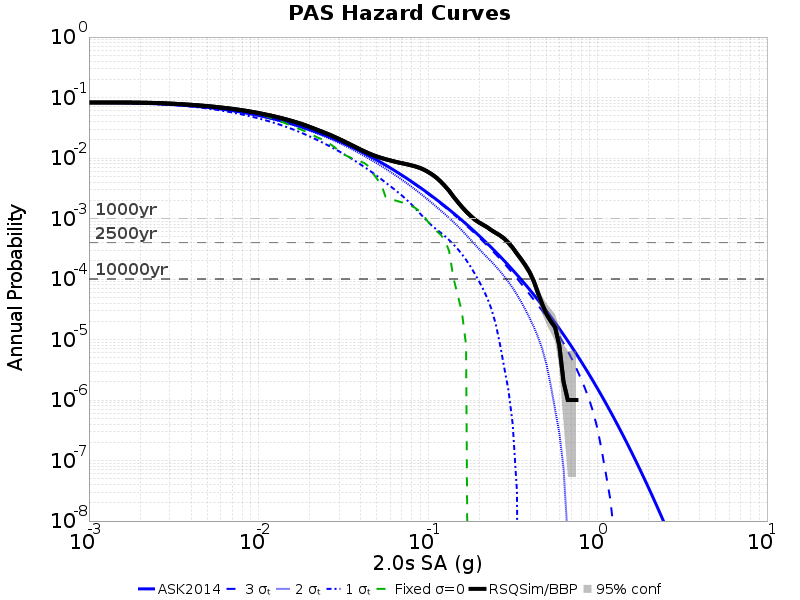 PAS Hazard Curves
10^0
10^-1
10^-2
10^-3
10^-4
10^-5
10^-6
10^-7
10^-8
Annual Probability
1000yr
2500yr
10000yr
10^-3 10^-2 10^-1 10^0 10^1
2.0s SA (g)
ASK2014 3 σₜ 2 σₜ 1 σₜ Fixed σ=0 RSQSim/BBP 95% conf